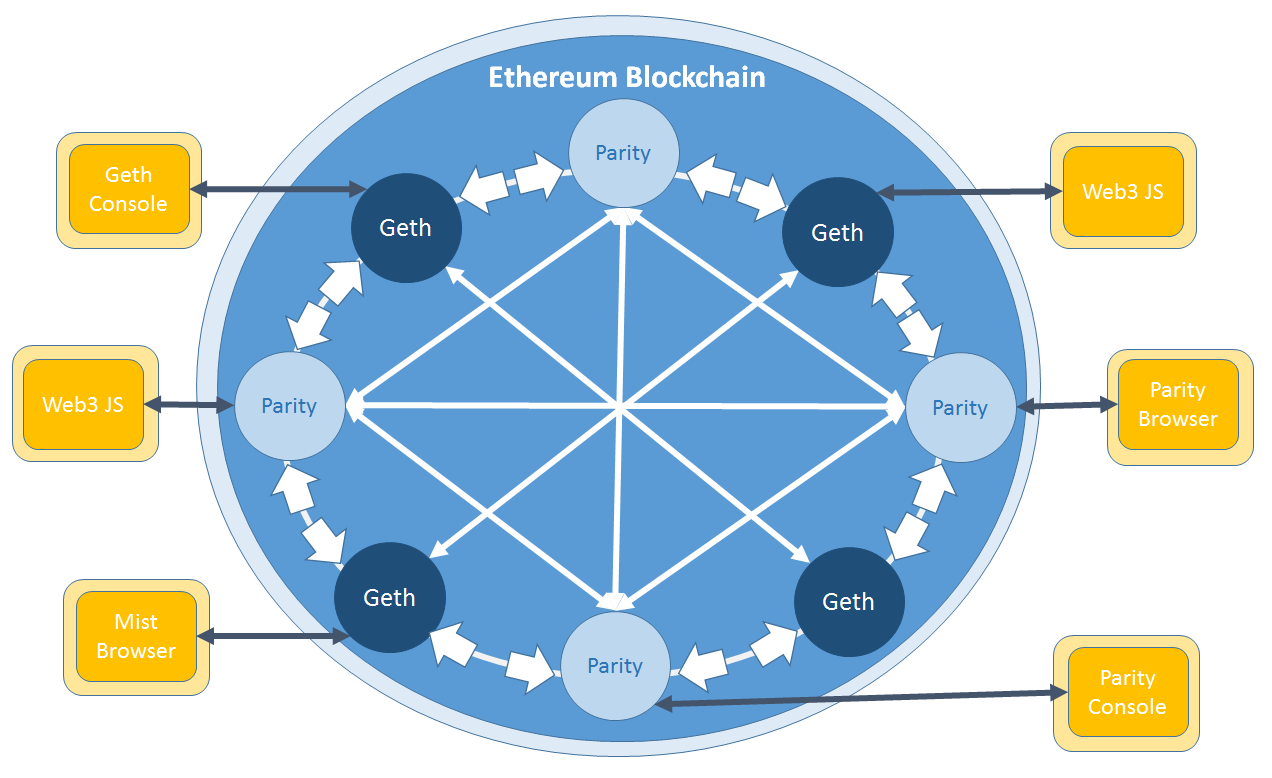 Ethereum Blockchain
Parity
Geth
Console
Geth
Geth
Web3 JS
Web3 JS
Parity
Parity
Parity
Browser
Mist
Browser
Geth
Geth
Parity
Parity
Console